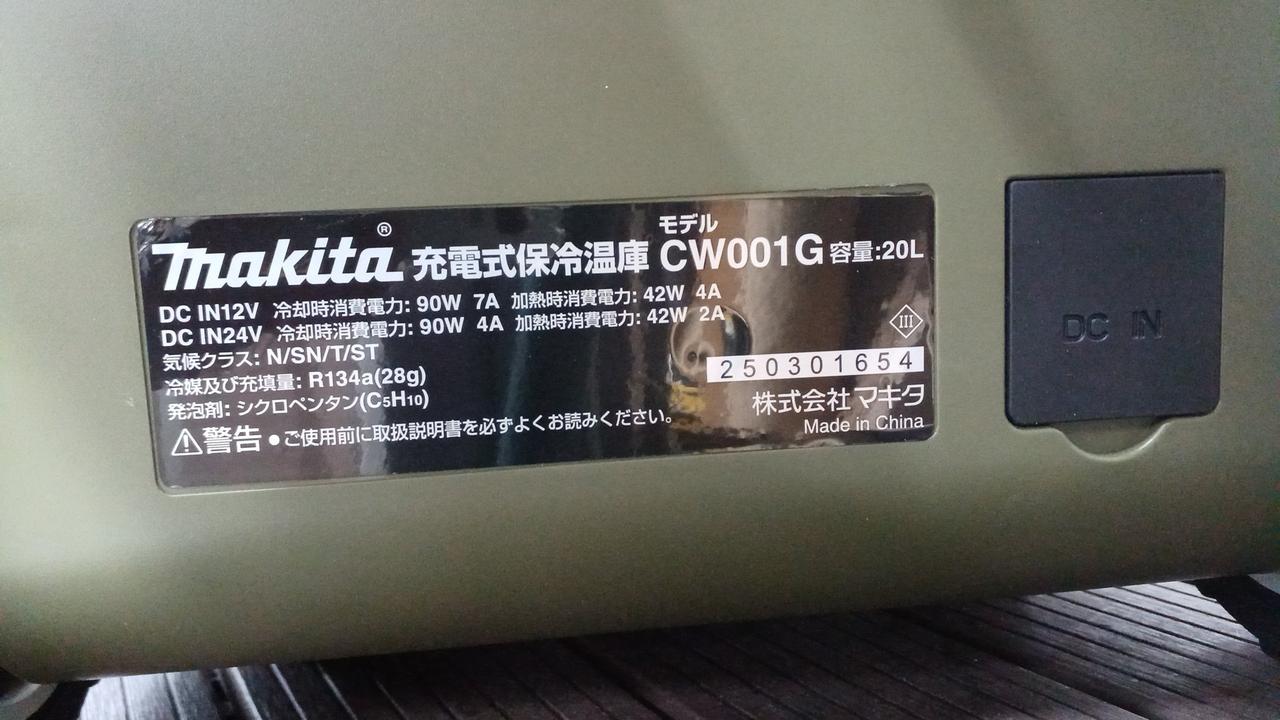 makita® 充電式保冷温庫 モデル CW001G 容量:20L
DC IN12V 冷却時消費電力: 90W 7A 加熱時消費電力: 42W 4A
DC IN24V 冷却時消費電力: 90W 4A 加熱時消費電力: 42W 2A
気候クラス: N/SN/T/ST
III
冷媒及び充填量: R134a(28g)
250301654
発泡剤: シクロペンタン(C5H10)
株式会社 マキタ
⚠警告 ●ご使用前に取扱説明書を必ずよくお読みください。
Made in China
DC IN